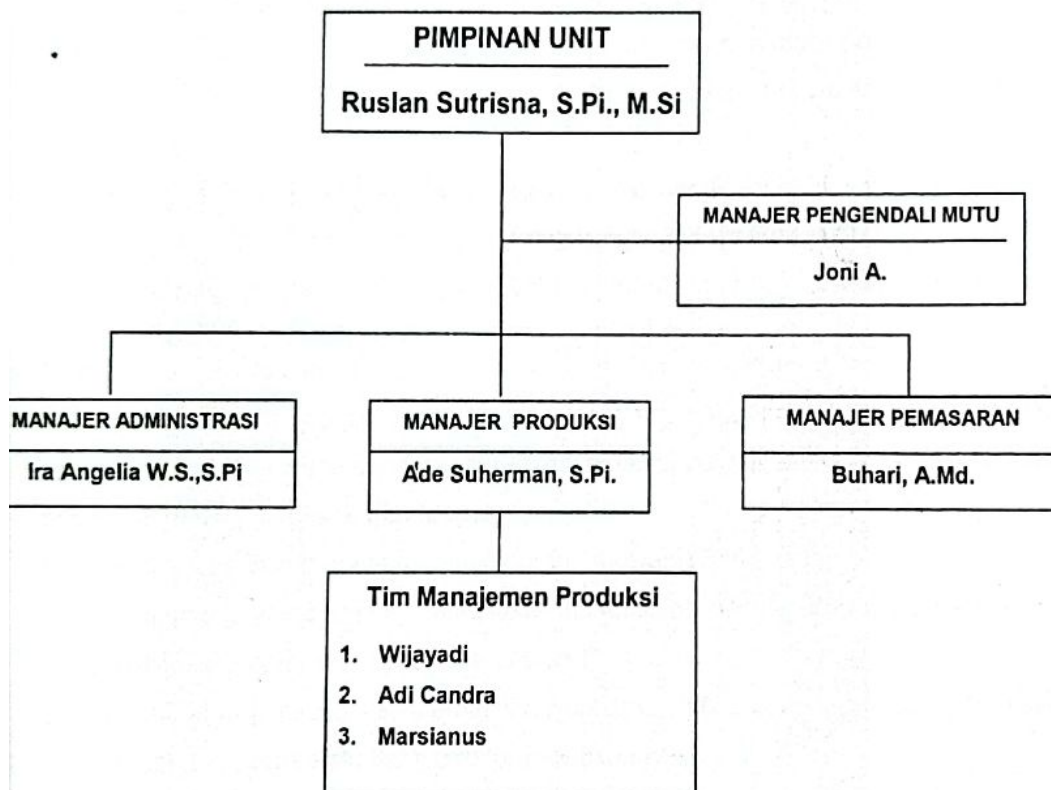 PIMPINAN UNIT
Ruslan Sutrisna, S.Pi., M.Si
MANAJER PENGENDALI MUTU
Joni A.
MANAJER ADMINISTRASI
Ira Angelia W.S.,S.Pi
MANAJER PRODUKSI
Ade Suherman, S.Pi.
MANAJER PEMASARAN
Buhari, A.Md.
Tim Manajemen Produksi
1. Wijayadi
2. Adi Candra
3. Marsianus